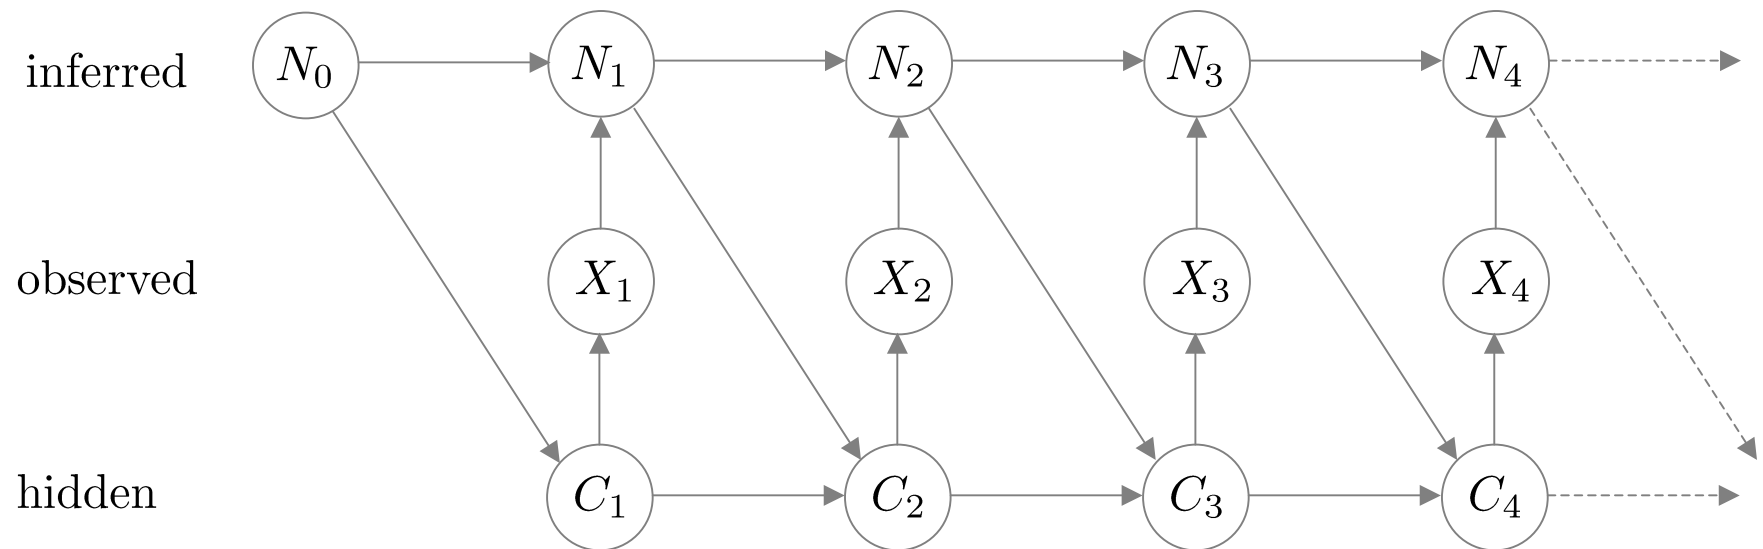 inferred N₀ N₁ N₂ N₃ N₄
observed X₁ X₂ X₃ X₄
hidden C₁ C₂ C₃ C₄